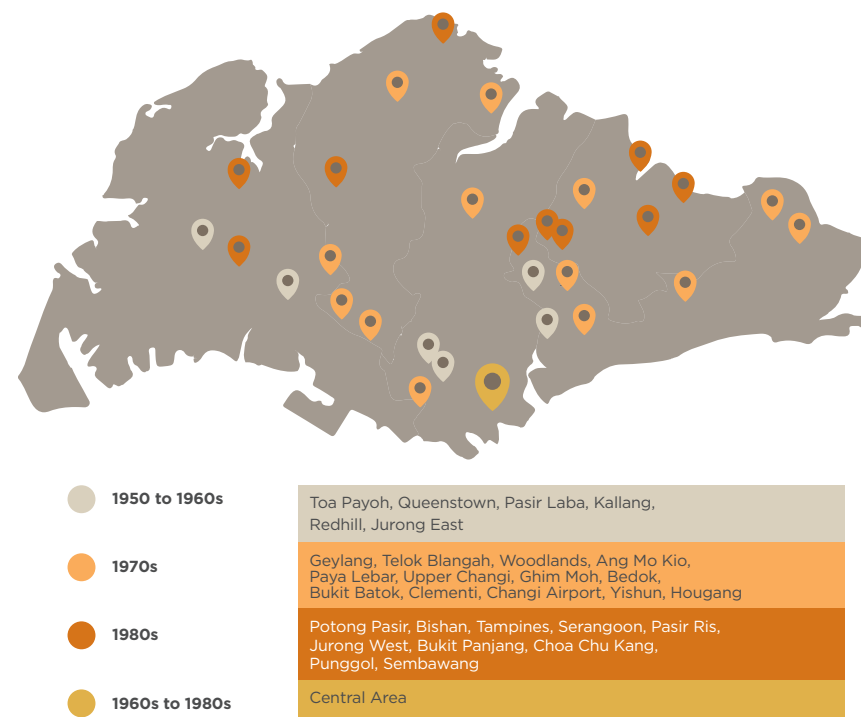 1950 to 1960s
Toa Payoh, Queenstown, Pasir Laba, Kallang,
Redhill, Jurong East
1970s
Geylang, Telok Blangah, Woodlands, Ang Mo Kio,
Paya Lebar, Upper Changi, Ghim Moh, Bedok,
Bukit Batok, Clementi, Changi Airport, Yishun, Hougang
1980s
Potong Pasir, Bishan, Tampines, Serangoon, Pasir Ris,
Jurong West, Bukit Panjang, Choa Chu Kang,
Punggol, Sembawang
1960s to 1980s
Central Area